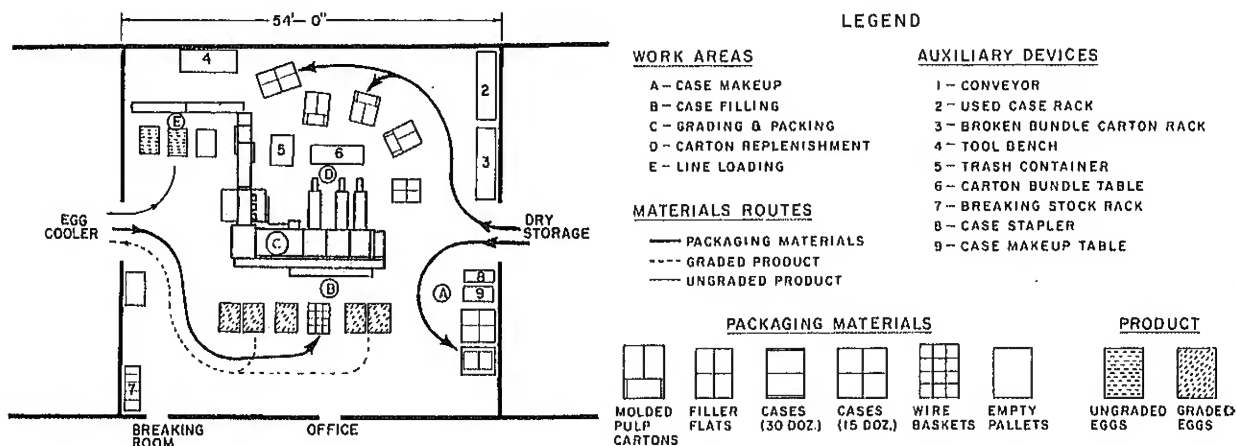 54'-0"
4
2
3
E
5
6
D
C
B
A
8
9
7
EGG
COOLER
DRY
STORAGE
BREAKING
ROOM
OFFICE
LEGEND
WORK AREAS
A - CASE MAKEUP
B - CASE FILLING
C - GRADING & PACKING
D - CARTON REPLENISHMENT
E - LINE LOADING
MATERIALS ROUTES
PACKAGING MATERIALS
GRADED PRODUCT
UNGRADED PRODUCT
AUXILIARY DEVICES
1 - CONVEYOR
2 - USED CASE RACK
3 - BROKEN BUNDLE CARTON RACK
4 - TOOL BENCH
5 - TRASH CONTAINER
6 - CARTON BUNDLE TABLE
7 - BREAKING STOCK RACK
8 - CASE STAPLER
9 - CASE MAKEUP TABLE
PACKAGING MATERIALS
MOLDED
PULP
CARTONS
FILLER
FLATS
CASES
(30 DOZ.)
CASES
(15 DOZ.)
WIRE
BASKETS
EMPTY
PALLETS
PRODUCT
UNGRADED
EGGS
GRADED
EGGS